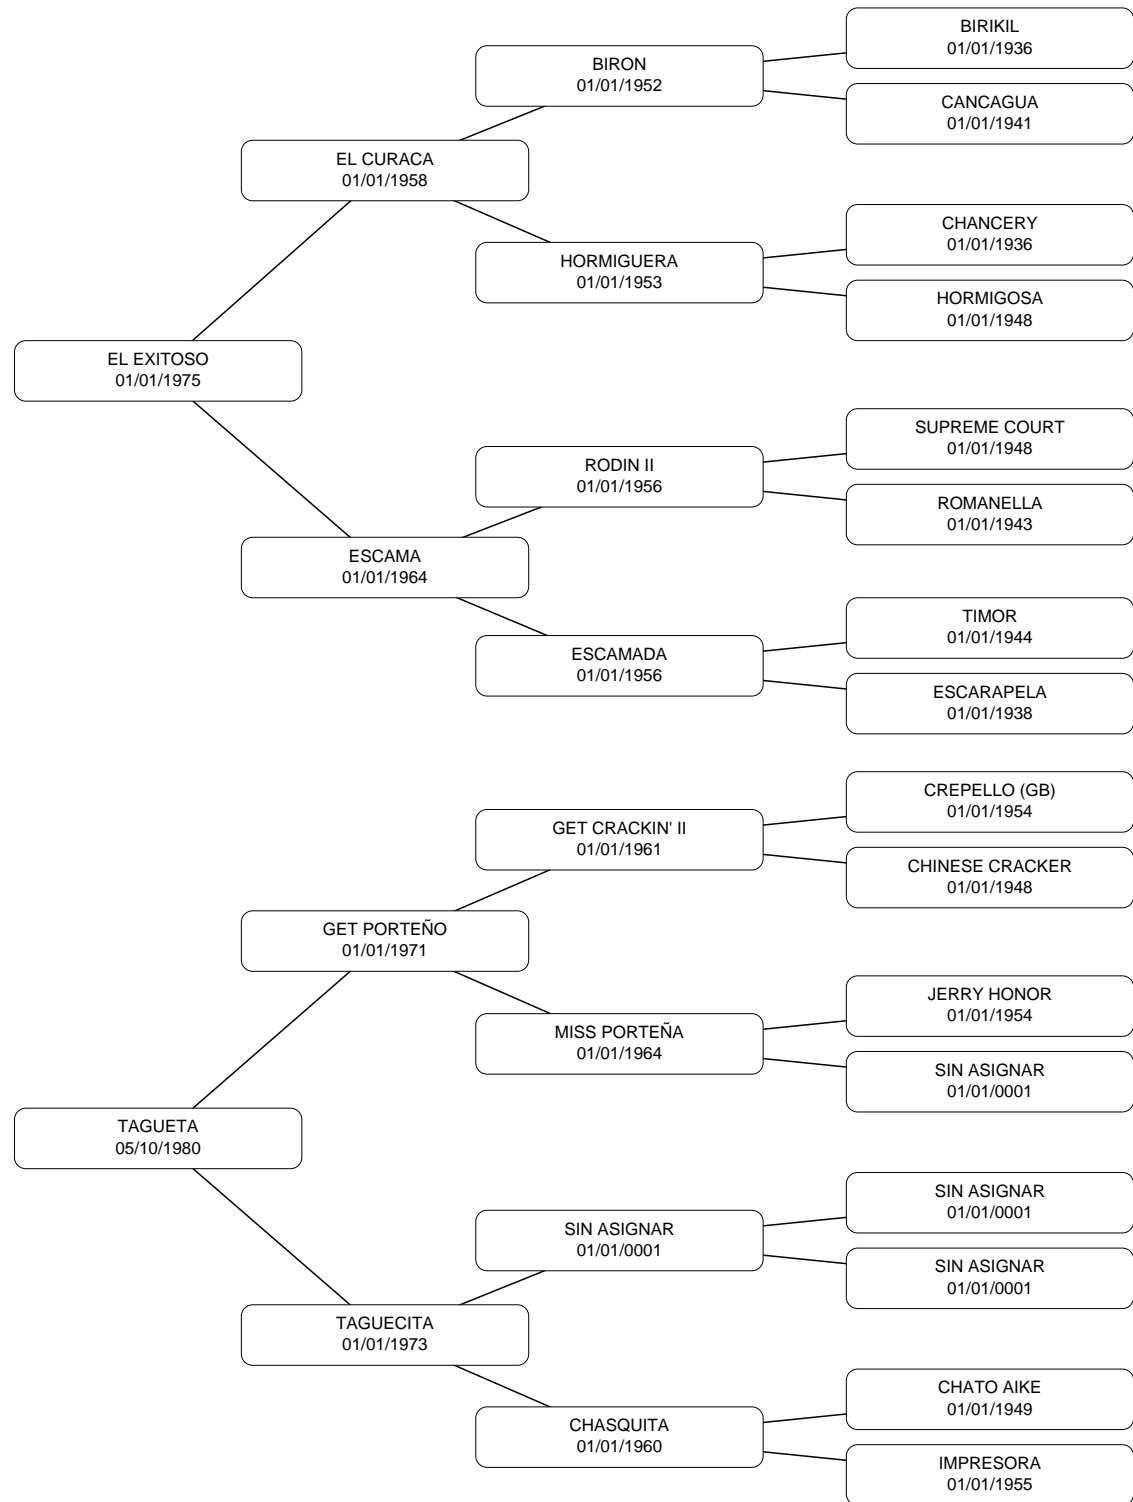 BIRIKIL
01/01/1936
BIRON
01/01/1952
CANCAGUA
01/01/1941
EL CURACA
01/01/1958
CHANCERY
01/01/1936
HORMIGUERA
01/01/1953
HORMIGOSA
01/01/1948
EL EXITOSO
01/01/1975
SUPREME COURT
01/01/1948
RODIN II
01/01/1956
ROMANELLA
01/01/1943
ESCAMA
01/01/1964
TIMOR
01/01/1944
ESCAMADA
01/01/1956
ESCARAPELA
01/01/1938
CREPELLO (GB)
01/01/1954
GET CRACKIN' II
01/01/1961
CHINESE CRACKER
01/01/1948
GET PORTEÑO
01/01/1971
JERRY HONOR
01/01/1954
MISS PORTEÑA
01/01/1964
SIN ASIGNAR
01/01/0001
TAGUETA
05/10/1980
SIN ASIGNAR
01/01/0001
SIN ASIGNAR
01/01/0001
SIN ASIGNAR
01/01/0001
TAGUECITA
01/01/1973
CHATO AIKE
01/01/1949
CHASQUITA
01/01/1960
IMPRESORA
01/01/1955